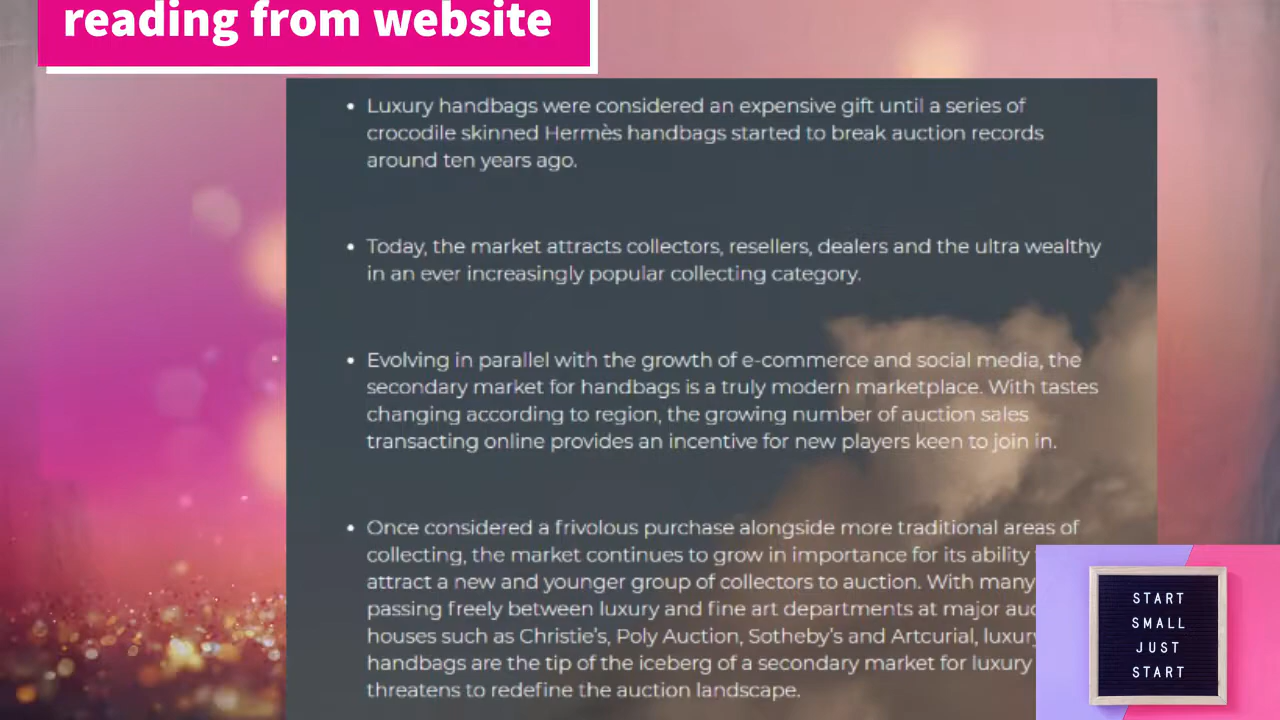 reading from website
• Luxury handbags were considered an expensive gift until a series of
crocodile skinned Hermès handbags started to break auction records
around ten years ago.
• Today, the market attracts collectors, resellers, dealers and the ultra wealthy
in an ever increasingly popular collecting category.
• Evolving in parallel with the growth of e-commerce and social media, the
secondary market for handbags is a truly modern marketplace. With tastes
changing according to region, the growing number of auction sales
transacting online provides an incentive for new players keen to join in.
• Once considered a frivolous purchase alongside more traditional areas of
collecting, the market continues to grow in importance for its ability
attract a new and younger group of collectors to auction. With many
passing freely between luxury and fine art departments at major
houses such as Christie's, Poly Auction, Sotheby's and Artcurial, luxury
handbags are the tip of the iceberg of a secondary market for luxury
threatens to redefine the auction landscape.
START
SMALL
JUST
START